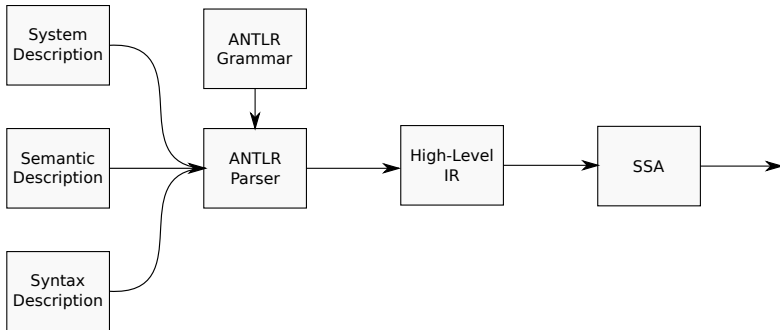 System
Description
ANTLR
Grammar
Semantic
Description
ANTLR
Parser
High-Level
IR
SSA
Syntax
Description